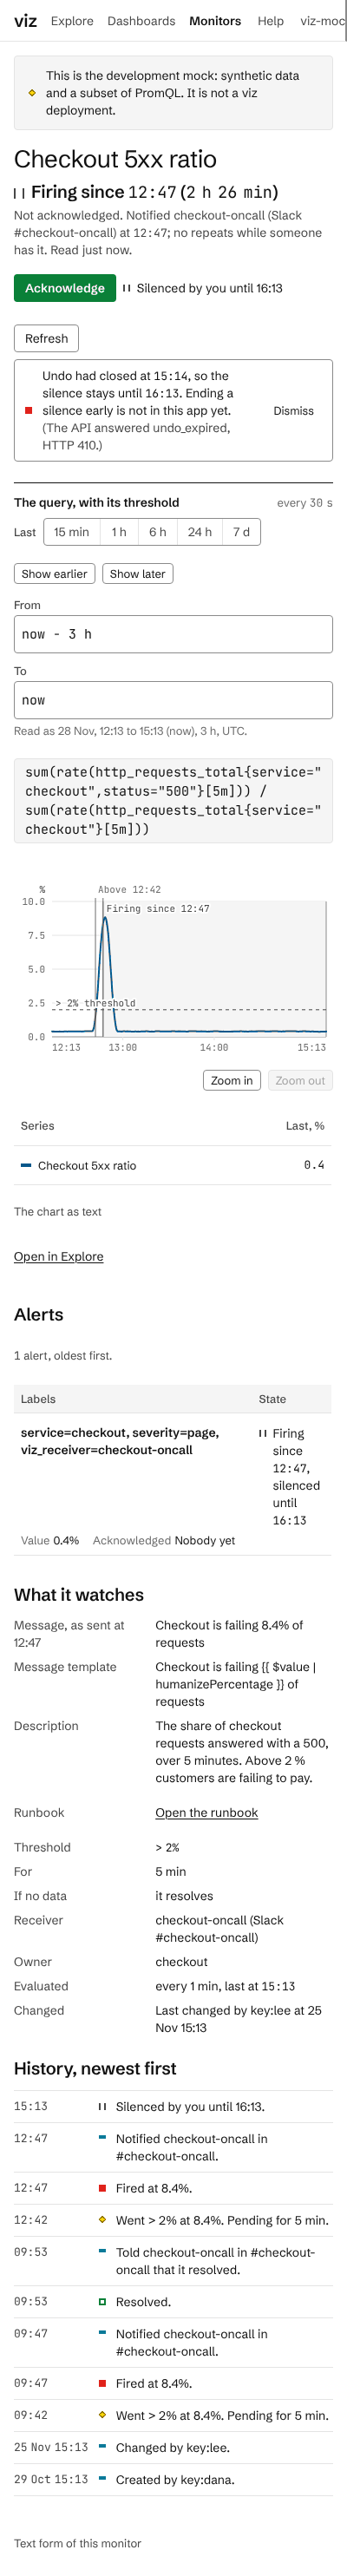 viz Explore Dashboards Monitors Help viz-moc
This is the development mock: synthetic data
and a subset of PromQL. It is not a viz
deployment.
Checkout 5xx ratio
Firing since 12:47 (2 h 26 min)
Not acknowledged. Notified checkout-oncall (Slack
#checkout-oncall) at 12:47; no repeats while someone
has it. Read just now.
Acknowledge Silenced by you until 16:13
Refresh
Undo had closed at 15:14, so the
silence stays until 16:13. Ending a
silence early is not in this app yet.
(The API answered undo_expired,
HTTP 410.)
Dismiss
The query, with its threshold every 30 s
Last 15 min 1 h 6 h 24 h 7 d
Show earlier Show later
From
now - 3 h
To
now
Read as 28 Nov, 12:13 to 15:13 (now), 3 h, UTC.
sum(rate(http_requests_total{service="
checkout",status="500"}[5m])) /
sum(rate(http_requests_total{service="
checkout"}[5m]))
% Above 12:42
10.0 Firing since 12:47
7.5
5.0
2.5 > 2% threshold
0.0
12:13 13:00 14:00 15:13
Zoom in Zoom out
Series Last, %
Checkout 5xx ratio 0.4
The chart as text
Open in Explore
Alerts
1 alert, oldest first.
Labels State
service=checkout, severity=page,
viz_receiver=checkout-oncall
Firing
since
12:47,
silenced
until
16:13
Value 0.4% Acknowledged Nobody yet
What it watches
Message, as sent at
12:47
Checkout is failing 8.4% of
requests
Message template
Checkout is failing {{ $value |
humanizePercentage }} of
requests
Description
The share of checkout
requests answered with a 500,
over 5 minutes. Above 2 %
customers are failing to pay.
Runbook Open the runbook
Threshold > 2%
For 5 min
If no data it resolves
Receiver checkout-oncall (Slack
#checkout-oncall)
Owner checkout
Evaluated every 1 min, last at 15:13
Changed Last changed by key:lee at 25
Nov 15:13
History, newest first
15:13 Silenced by you until 16:13.
12:47 Notified checkout-oncall in
#checkout-oncall.
12:47 Fired at 8.4%.
12:42 Went > 2% at 8.4%. Pending for 5 min.
09:53 Told checkout-oncall in #checkout-
oncall that it resolved.
09:53 Resolved.
09:47 Notified checkout-oncall in
#checkout-oncall.
09:47 Fired at 8.4%.
09:42 Went > 2% at 8.4%. Pending for 5 min.
25 Nov 15:13 Changed by key:lee.
29 Oct 15:13 Created by key:dana.
Text form of this monitor